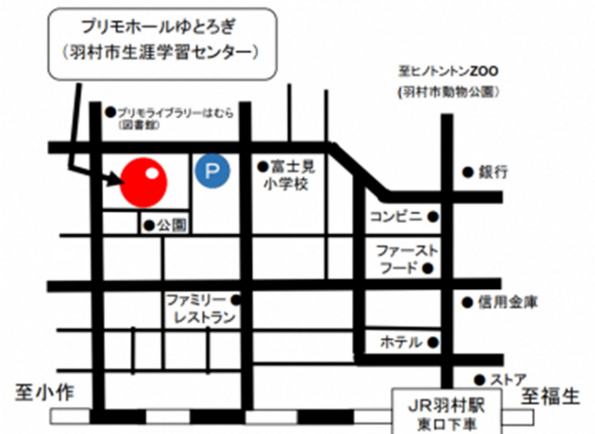 プリモホールゆとろぎ
（羽村市生涯学習センター）
至ヒノトントンZOO
(羽村市動物公園)
●プリモライブラリーはむら
（図書館）
P
●富士見
小学校
●銀行
コンビニ●
●公園
ファースト
フード●
ファミリー●
レストラン
●信用金庫
ホテル●
●ストア
至小作
至福生
JR羽村駅
東口下車